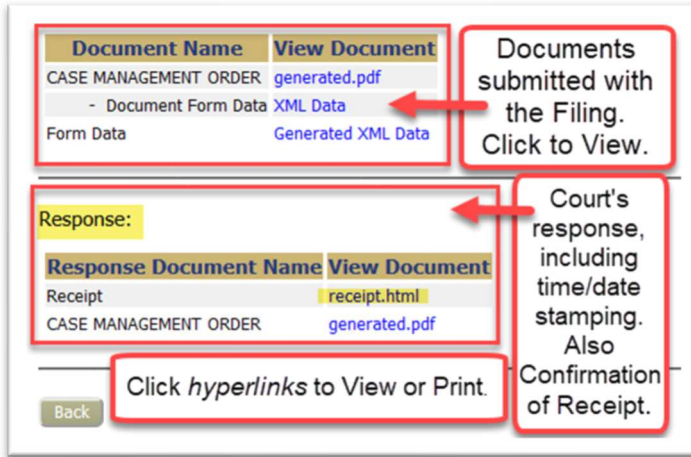 Document Name View Document
CASE MANAGEMENT ORDER generated.pdf
- Document Form Data XML Data
Form Data Generated XML Data
Documents
submitted with
the Filing.
Click to View.
Response:
Response Document Name View Document
Receipt receipt.html
CASE MANAGEMENT ORDER generated.pdf
Court's
response,
including
time/date
stamping.
Also
Confirmation
of Receipt.
Click hyperlinks to View or Print.
Back